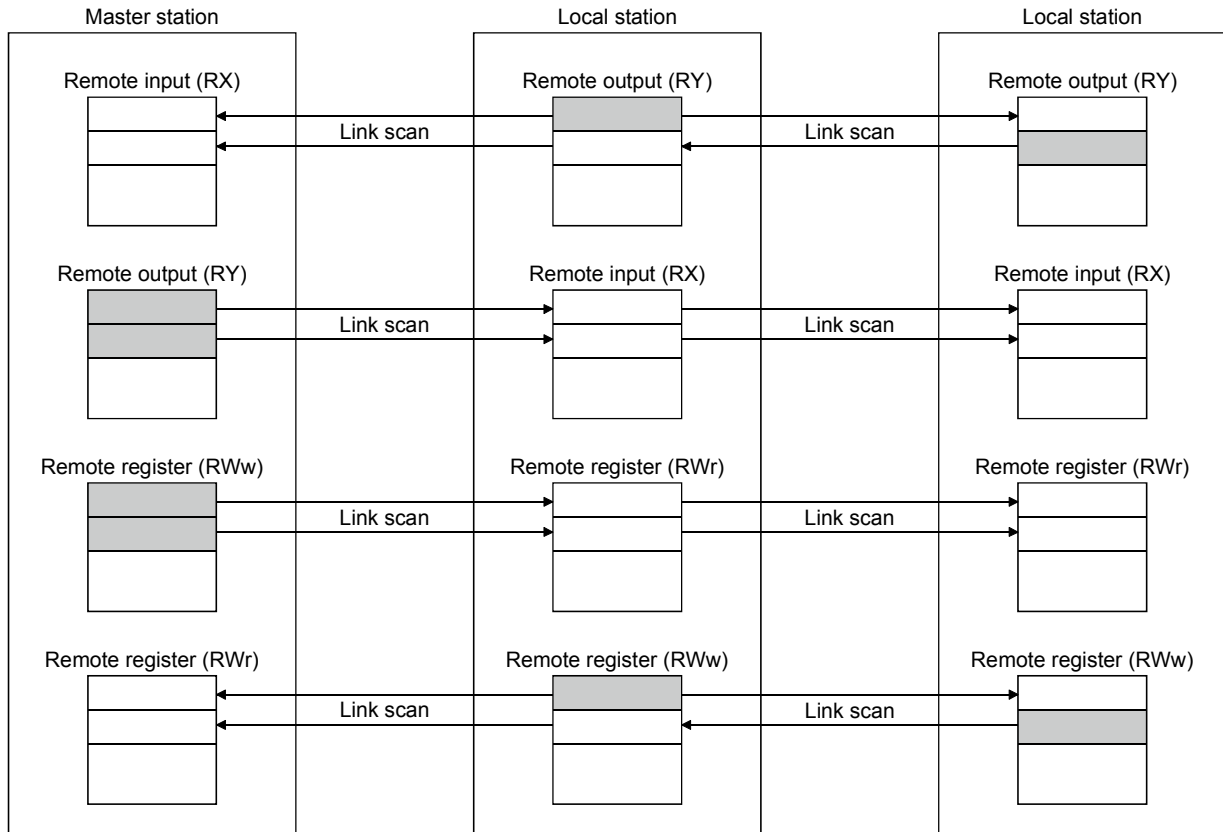 Master station
Local station
Local station
Remote input (RX)
Remote output (RY)
Remote output (RY)
Link scan
Link scan
Remote output (RY)
Remote input (RX)
Remote input (RX)
Link scan
Link scan
Remote register (RWw)
Remote register (RWr)
Remote register (RWr)
Link scan
Link scan
Remote register (RWr)
Remote register (RWw)
Remote register (RWw)
Link scan
Link scan